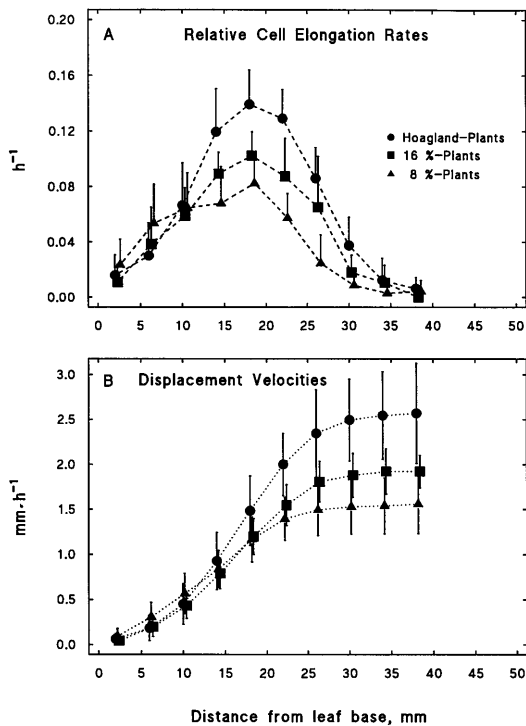 A Relative Cell Elongation Rates
0.20
0.16
0.12
0.08
0.04
0.00
h⁻¹
Hoagland-Plants
16 %-Plants
8 %-Plants
0 5 10 15 20 25 30 35 40 45 50
B Displacement Velocities
3.0
2.5
2.0
1.5
1.0
0.5
0.0
mm·h⁻¹
0 5 10 15 20 25 30 35 40 45 50
Distance from leaf base, mm